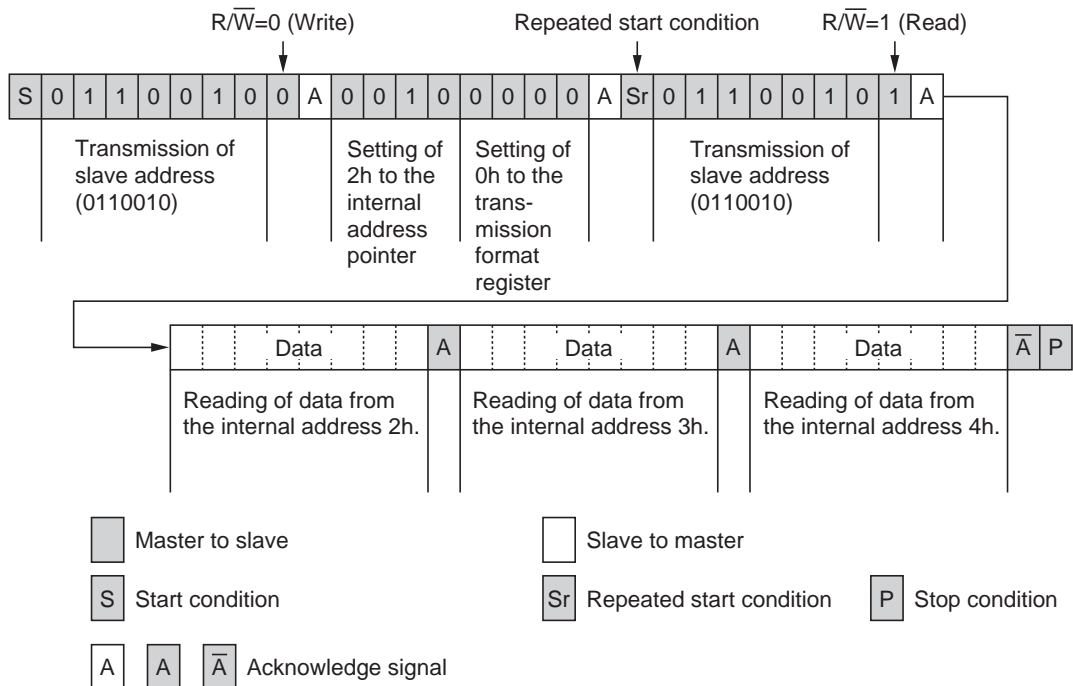 R/W̅=0 (Write) Repeated start condition R/W̅=1 (Read)
S 0 1 1 0 0 1 0 0 A 0 0 1 0 0 0 0 0 A Sr 0 1 1 0 0 1 0 1 A
Transmission of
slave address
(0110010)
Setting of
2h to the
internal
address
pointer
Setting of
0h to the
trans-
mission
format
register
Transmission of
slave address
(0110010)
Data A Data A Data A̅ P
Reading of data from
the internal address 2h.
Reading of data from
the internal address 3h.
Reading of data from
the internal address 4h.
Master to slave Slave to master
S Start condition Sr Repeated start condition P Stop condition
A A A̅ Acknowledge signal